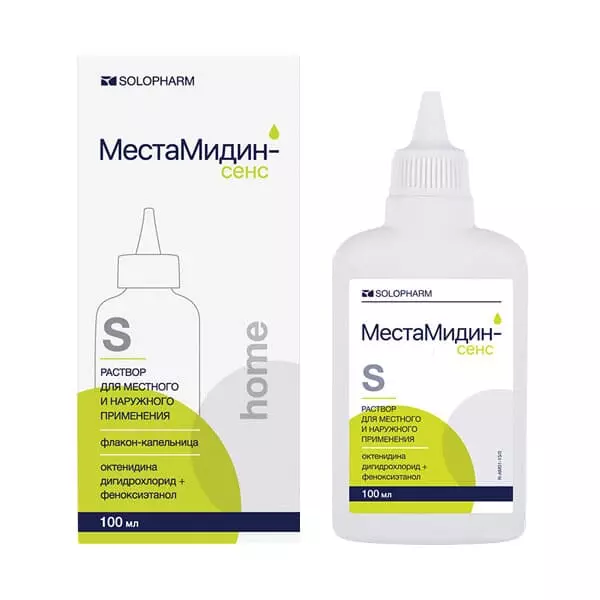 SOLOPHARM
МестаМидин-
сенс
S
РАСТВОР
ДЛЯ МЕСТНОГО
И НАРУЖНОГО
ПРИМЕНЕНИЯ
флакон-капельница
октенидина
дигидрохлорид +
феноксиэтанол
100 мл
home
SOLOPHARM
МестаМидин-
сенс
S
РАСТВОР
ДЛЯ МЕСТНОГО
И НАРУЖНОГО
ПРИМЕНЕНИЯ
октенидина
дигидрохлорид +
феноксиэтанол
100 мл